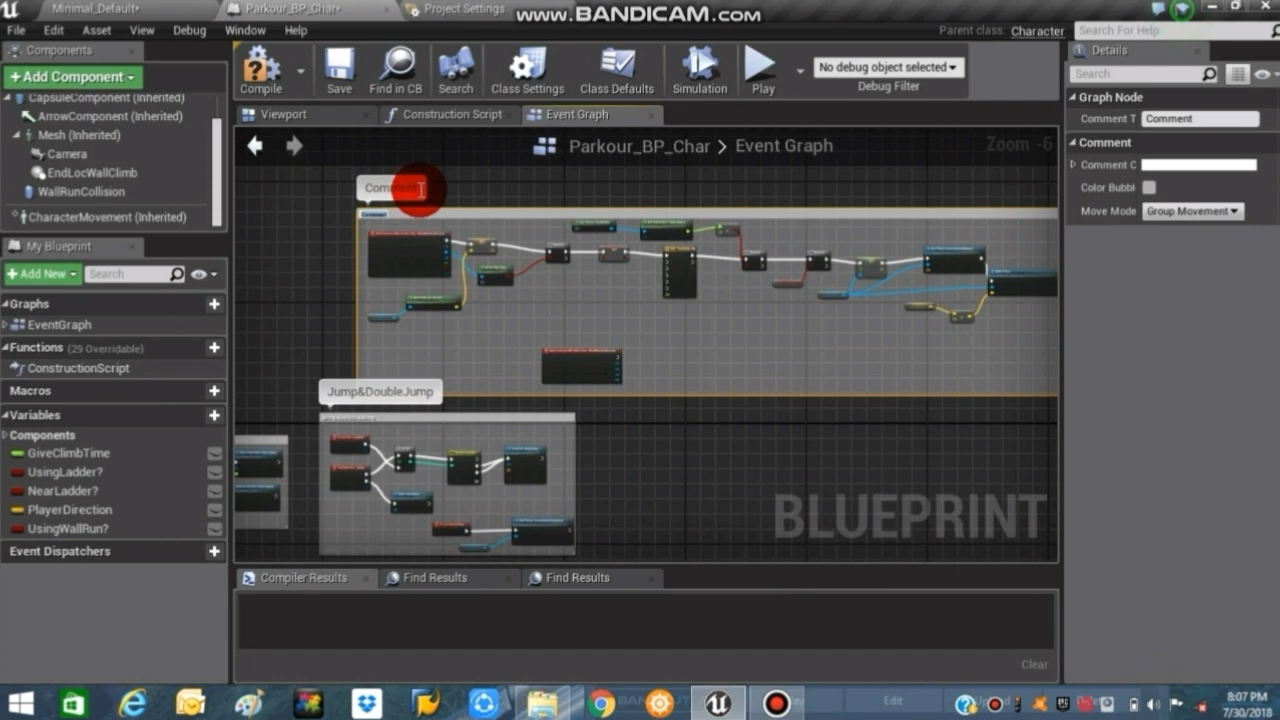 Minimal_Default*
Parkour_BP_Char*
Project Settings
www.BANDICAM.com
File Edit Asset View Debug Window Help
Parent class: Character
Search For Help
Components
+Add Component
CapsuleComponent (Inherited)
ArrowComponent (Inherited)
Mesh (Inherited)
Camera
EndLocWallClimb
WallRunCollision
CharacterMovement (Inherited)
Compile
Save
Find in CB
Search
Class Settings
Class Defaults
Simulation
Play
No debug object selected
Debug Filter
Viewport
Construction Script
Event Graph
Parkour_BP_Char > Event Graph
Zoom -6
Comment
Jump&DoubleJump
BLUEPRINT
My Blueprint
+Add New
Search
Graphs
EventGraph
Functions (29 Overridable)
ConstructionScript
Macros
Variables
Components
GiveClimbTime
UsingLadder?
NearLadder?
PlayerDirection
UsingWallRun?
Event Dispatchers
Compiler Results
Find Results
Find Results
Clear
Details
Search
Graph Node
Comment T
Comment
Comment
Comment C
Color Bubbl
Move Mode
Group Movement
Edit
8:07 PM
7/30/2018